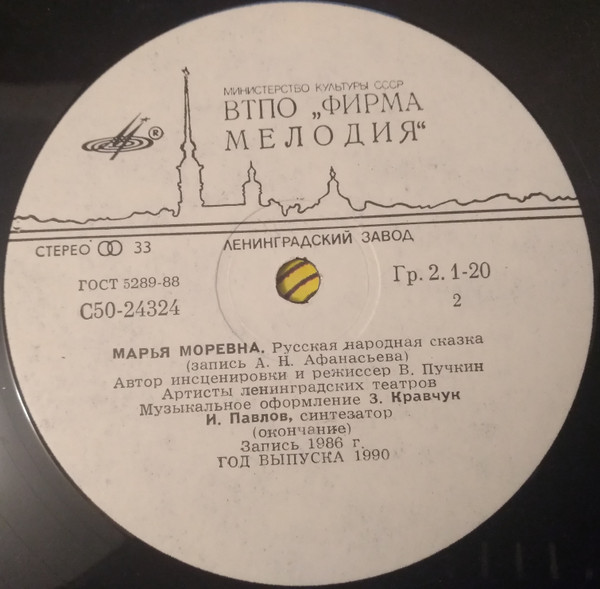 МИНИСТЕРСТВО КУЛЬТУРЫ СССР
ВТПО „ФИРМА
МЕЛОДИЯ“
®
СТЕРЕО 33
ЛЕНИНГРАДСКИЙ ЗАВОД
ГОСТ 5289-88
Гр. 2. 1-20
С50-24324
2
МАРЬЯ МОРЕВНА. Русская народная сказка
(запись А. Н. Афанасьева)
Автор инсценировки и режиссер В. Пучкин
Артисты ленинградских театров
Музыкальное оформление З. Кравчук
И. Павлов, синтезатор
(окончание)
Запись 1986 г.
ГОД ВЫПУСКА 1990